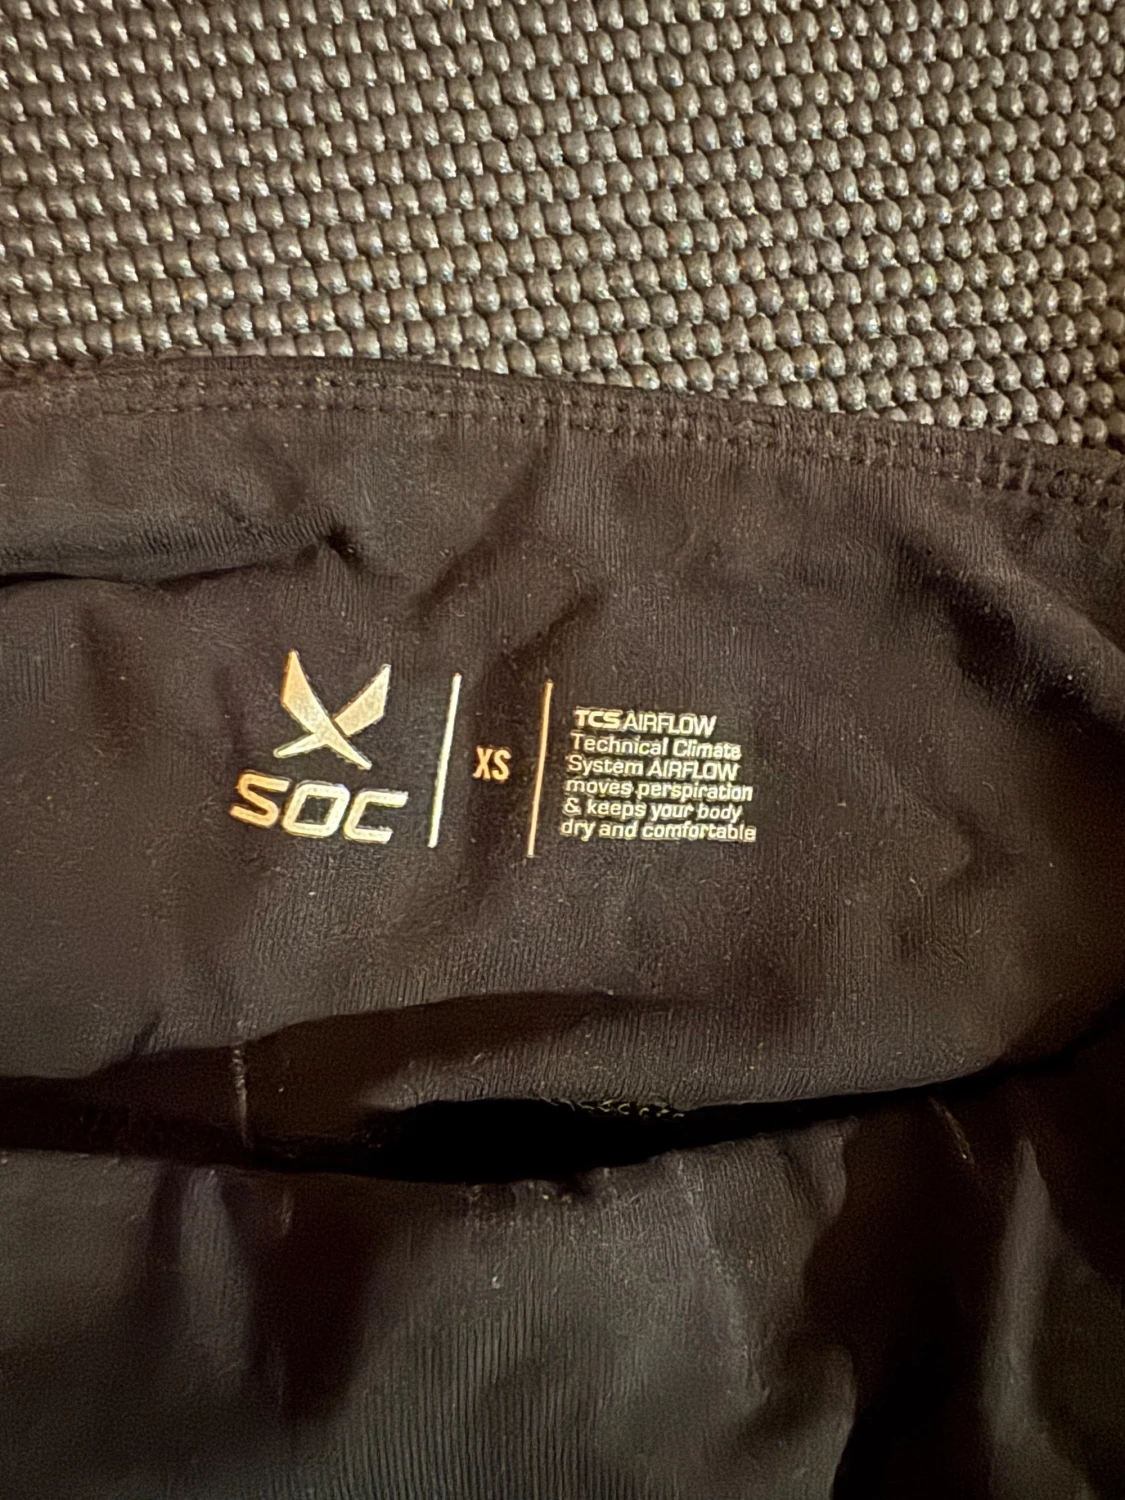 SOC
XS
TCS AIRFLOW
Technical Climate
System AIRFLOW
moves perspiration
& keeps your body
dry and comfortable